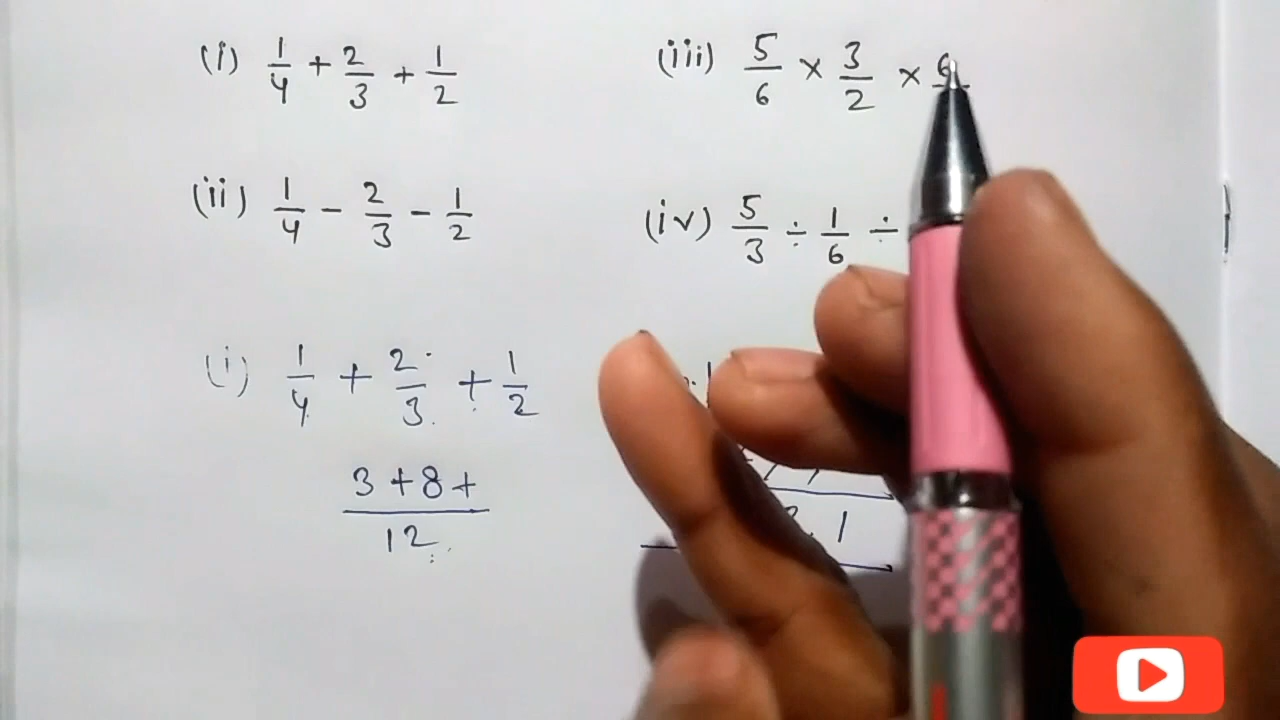 (i) 1/4 + 2/3 + 1/2
(iii) 5/6 × 3/2 × 6
(ii) 1/4 - 2/3 - 1/2
(iv) 5/3 ÷ 1/6 ÷
(i) 1/4 + 2/3 + 1/2
3 + 8 +
12
1